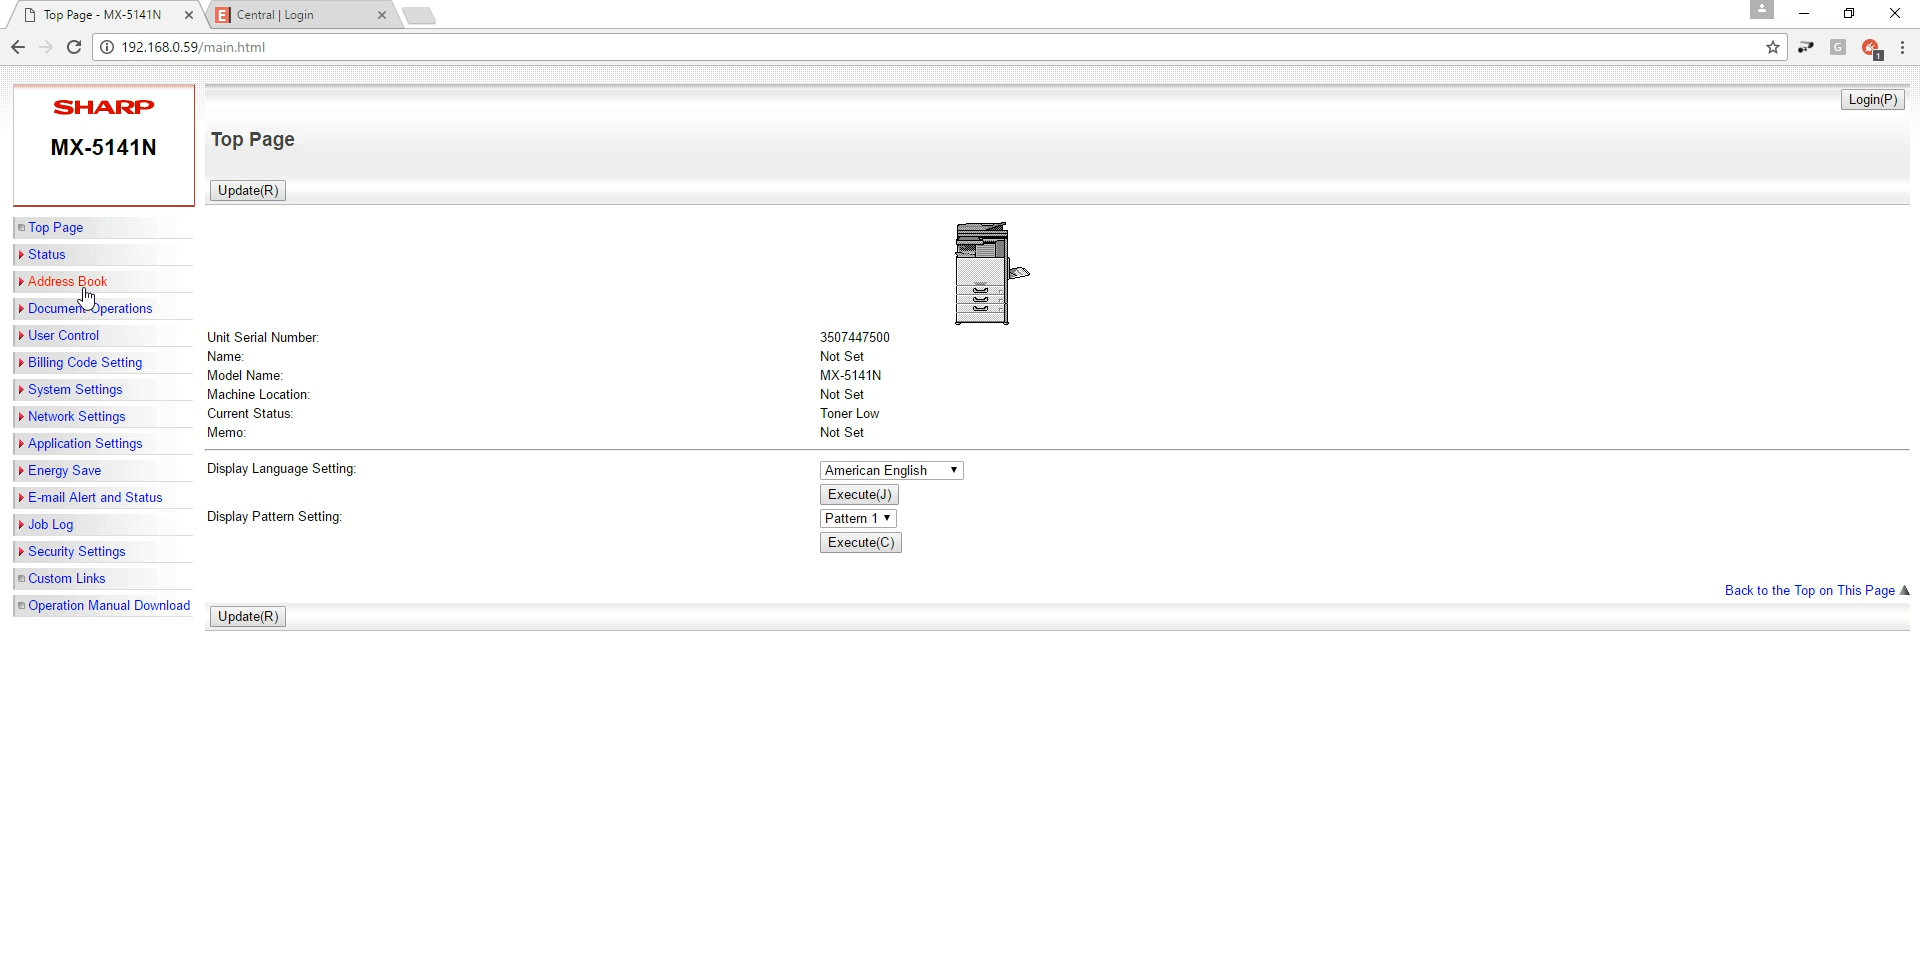 Top Page - MX-5141N
Central | Login
192.168.0.59/main.html
G
1
SHARP
MX-5141N
Login(P)
Top Page
Update(R)
Top Page
Status
Address Book
Document Operations
User Control
Billing Code Setting
System Settings
Network Settings
Application Settings
Energy Save
E-mail Alert and Status
Job Log
Security Settings
Custom Links
Operation Manual Download
Unit Serial Number: 3507447500
Name: Not Set
Model Name: MX-5141N
Machine Location: Not Set
Current Status: Toner Low
Memo: Not Set
Display Language Setting: American English
Execute(J)
Display Pattern Setting: Pattern 1
Execute(C)
Back to the Top on This Page
Update(R)